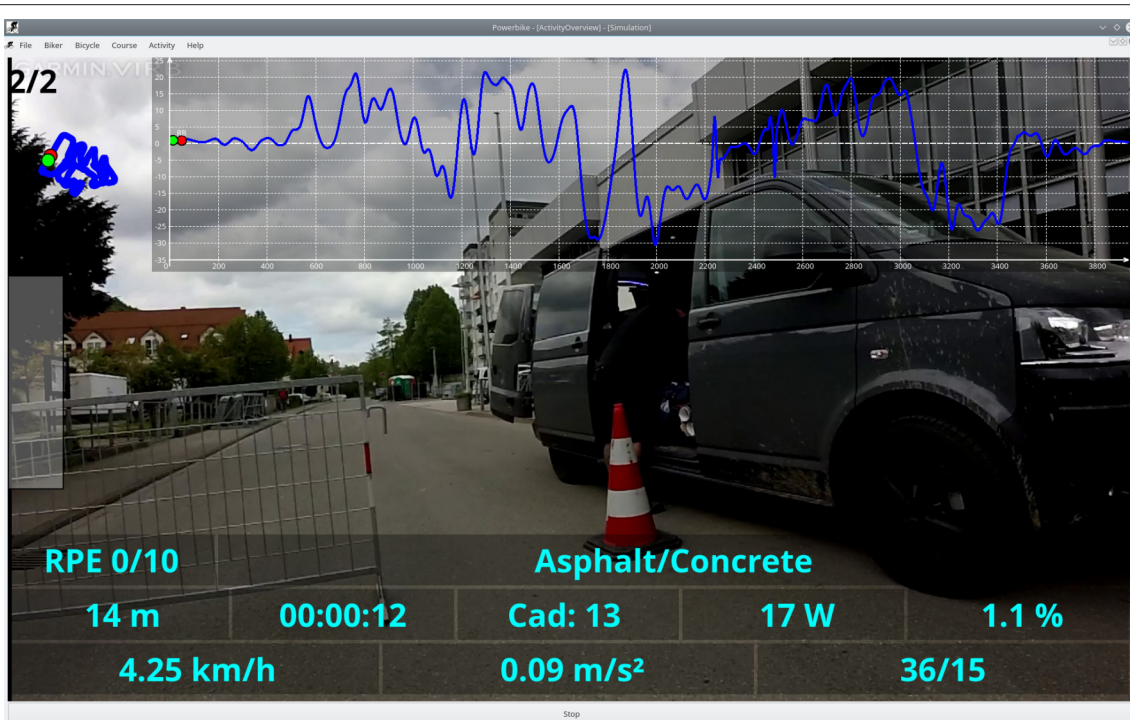 Powerbike - [ActivityOverview] - [Simulation]
File Biker Bicycle Course Activity Help
GARMIN VIRB
2/2
25
20
15
10
5
0
-5
-10
-15
-20
-25
-30
-35
0 200 400 600 800 1000 1200 1400 1600 1800 2000 2200 2400 2600 2800 3000 3200 3400 3600 3800
RPE 0/10 Asphalt/Concrete
14 m 00:00:12 Cad: 13 17 W 1.1 %
4.25 km/h 0.09 m/s² 36/15
Stop